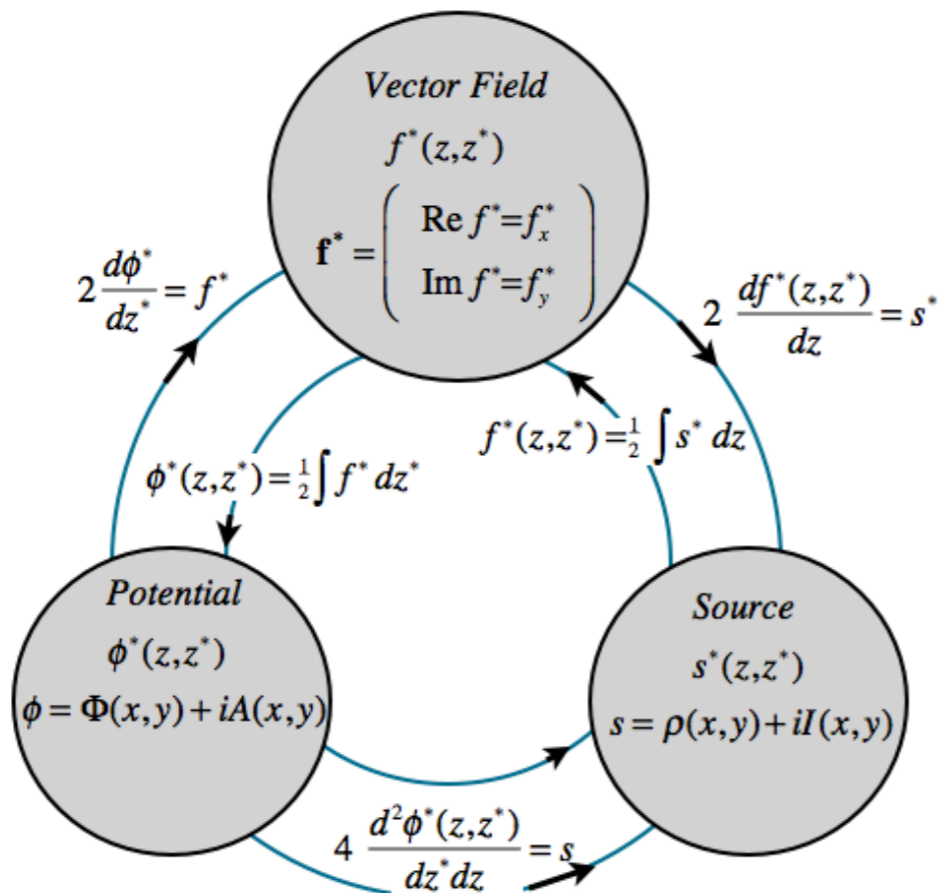 Vector Field
f*(z,z*)
f* = ( Re f*=f*ₓ
Im f*=f*ᵧ )
2 dϕ*/dz* = f*
2 df*(z,z*)/dz = s*
f*(z,z*)=½∫s* dz
ϕ*(z,z*)=½∫f* dz*
Potential
ϕ*(z,z*)
ϕ = Φ(x,y)+iA(x,y)
Source
s*(z,z*)
s = ρ(x,y)+iI(x,y)
4 d²ϕ*(z,z*)/dz*dz = s